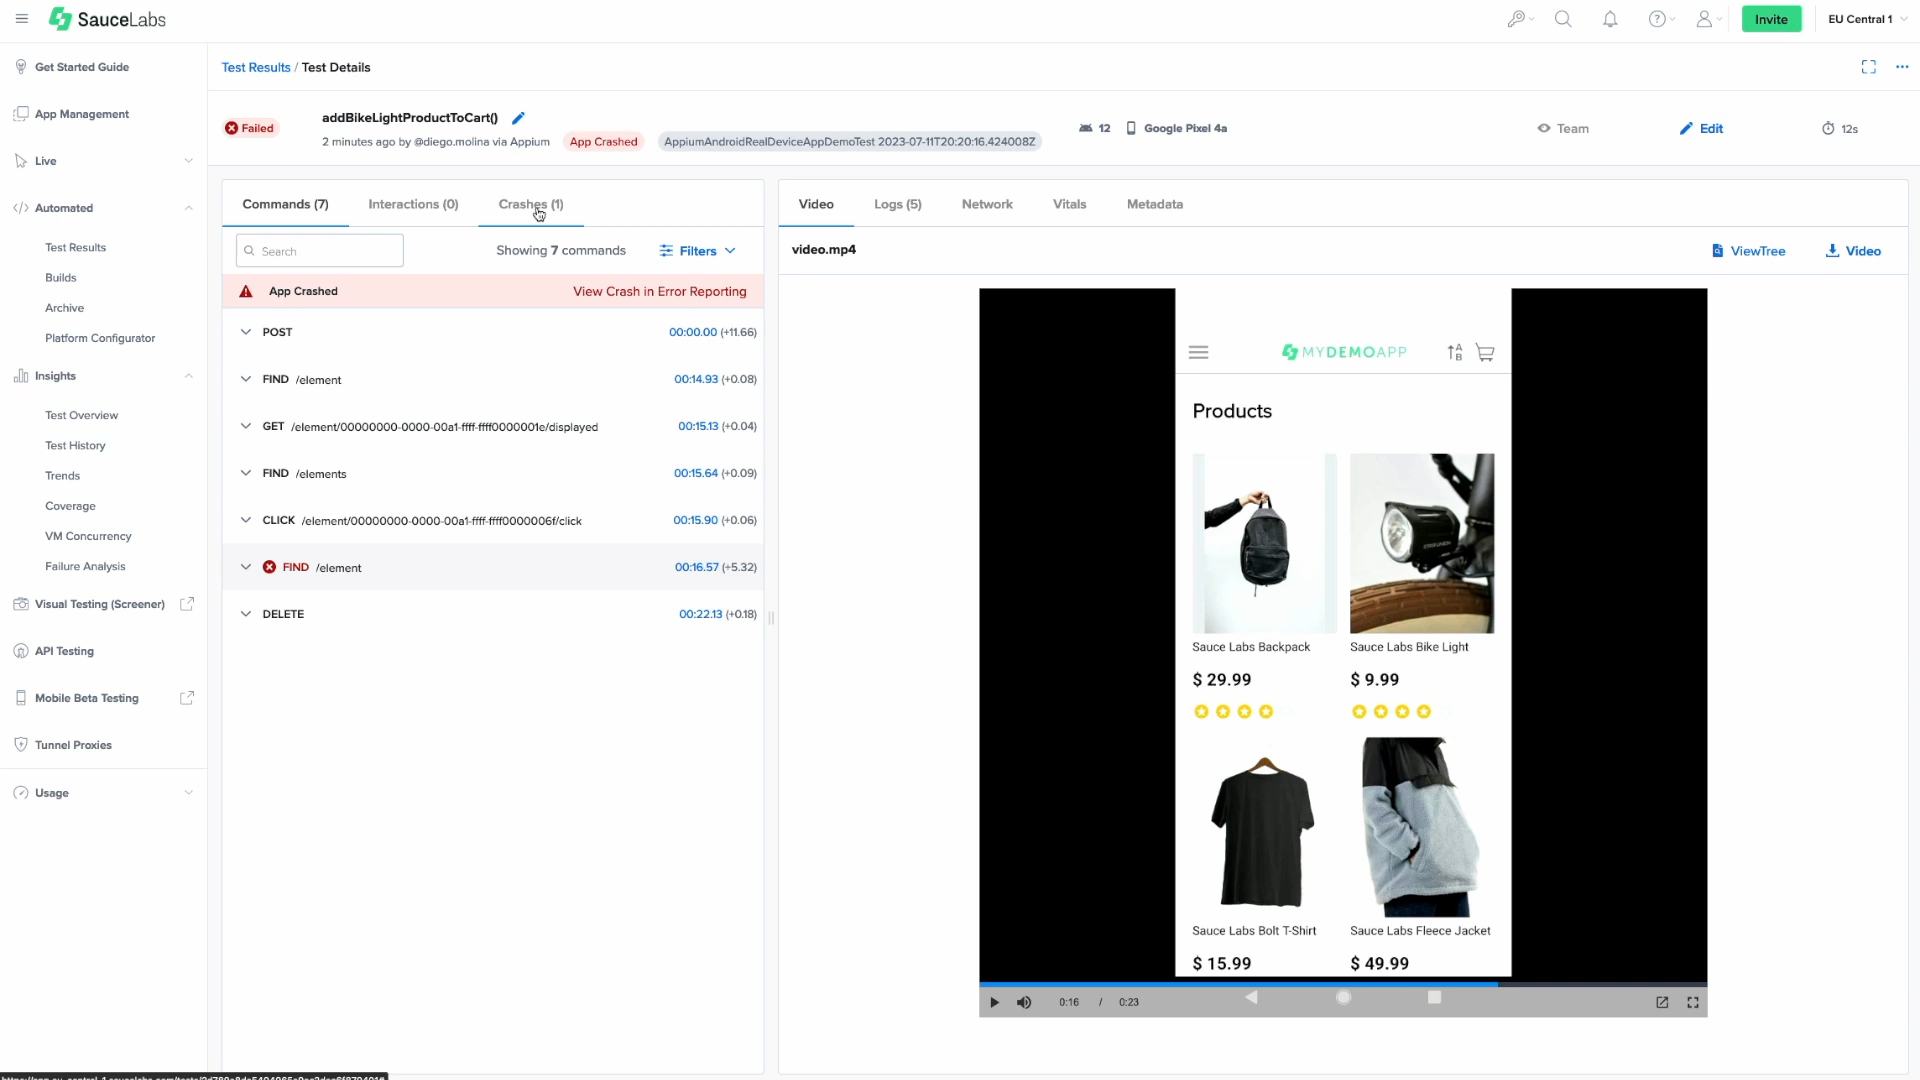 SauceLabs
Invite
EU Central 1
Get Started Guide
App Management
Live
Automated
Test Results
Builds
Archive
Platform Configurator
Insights
Test Overview
Test History
Trends
Coverage
VM Concurrency
Failure Analysis
Visual Testing (Screener)
API Testing
Mobile Beta Testing
Tunnel Proxies
Usage
Test Results / Test Details
Failed
addBikeLightProductToCart()
2 minutes ago by @diego.molina via Appium
App Crashed
AppiumAndroidRealDeviceAppDemoTest 2023-07-11T20:20:16.424008Z
12
Google Pixel 4a
Team
Edit
12s
Commands (7)
Interactions (0)
Crashes (1)
Search
Showing 7 commands
Filters
App Crashed
View Crash in Error Reporting
POST 00:00.00 (+11.66)
FIND /element 00:14.93 (+0.08)
GET /element/00000000-0000-00a1-ffff-ffff0000001e/displayed 00:15.13 (+0.04)
FIND /elements 00:15.64 (+0.09)
CLICK /element/00000000-0000-00a1-ffff-ffff0000006f/click 00:15.90 (+0.06)
FIND /element 00:16.57 (+5.32)
DELETE 00:22.13 (+0.18)
Video
Logs (5)
Network
Vitals
Metadata
video.mp4
ViewTree
Video
MYDEMOAPP
A
B
Products
Sauce Labs Backpack
$ 29.99
Sauce Labs Bike Light
$ 9.99
Sauce Labs Bolt T-Shirt
$ 15.99
Sauce Labs Fleece Jacket
$ 49.99
0:16 / 0:23